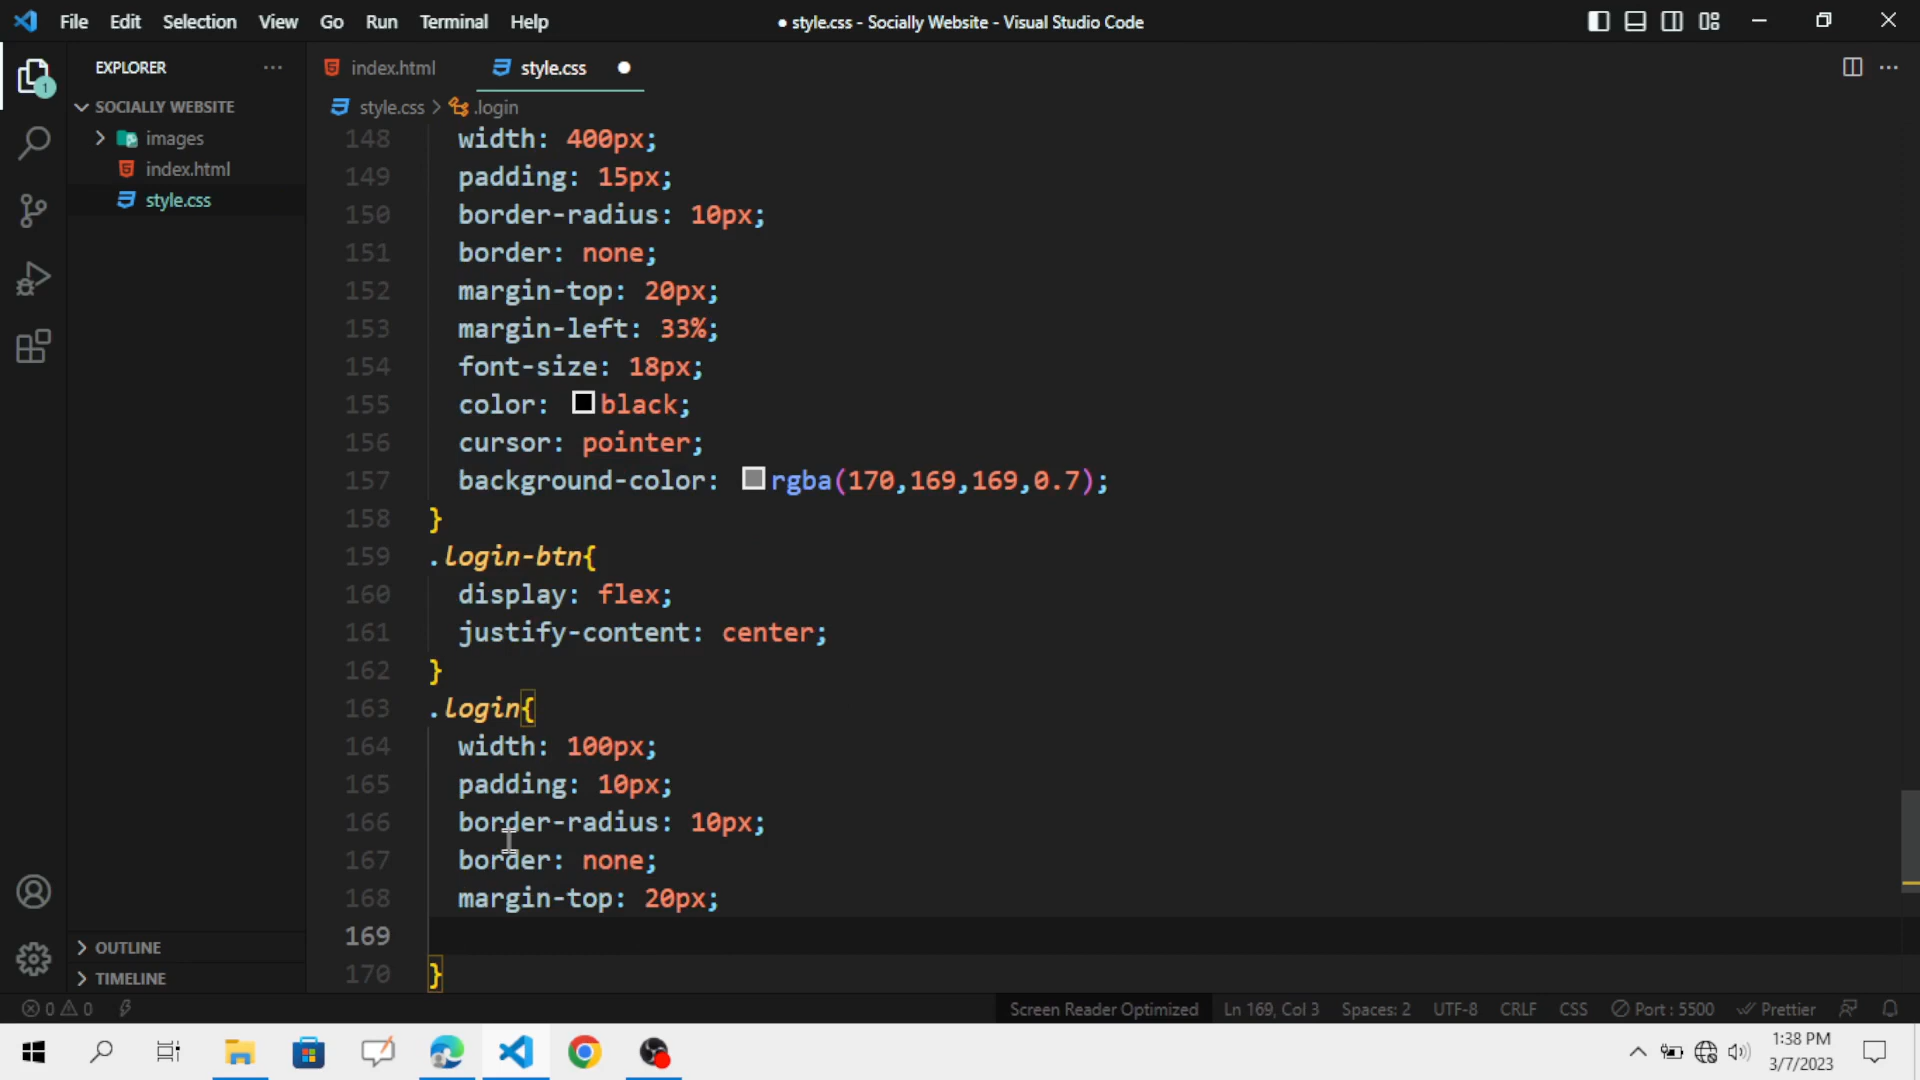 File Edit Selection View Go Run Terminal Help
● style.css - Socially Website - Visual Studio Code
EXPLORER ···
index.html
style.css ●
SOCIALLY WEBSITE
style.css > .login
images
index.html
style.css
148 width: 400px;
149 padding: 15px;
150 border-radius: 10px;
151 border: none;
152 margin-top: 20px;
153 margin-left: 33%;
154 font-size: 18px;
155 color: black;
156 cursor: pointer;
157 background-color: rgba(170,169,169,0.7);
158 }
159 .login-btn{
160 display: flex;
161 justify-content: center;
162 }
163 .login{
164 width: 100px;
165 padding: 10px;
166 border-radius: 10px;
167 border: none;
168 margin-top: 20px;
169
170 }
1
OUTLINE
TIMELINE
0 0
Screen Reader Optimized Ln 169, Col 3 Spaces: 2 UTF-8 CRLF CSS Port : 5500 Prettier
1:38 PM
3/7/2023